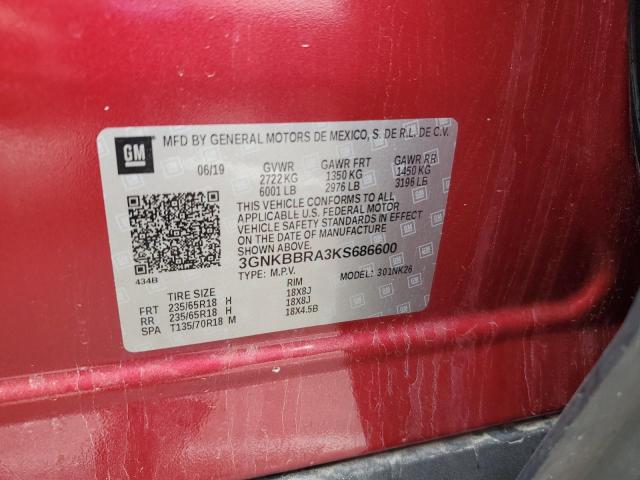 GM
MFD BY GENERAL MOTORS DE MEXICO, S. DE R.L. DE C.V.
06/19 GVWR GAWR FRT GAWR RR
2722 KG 1350 KG 1450 KG
6001 LB 2976 LB 3196 LB
THIS VEHICLE CONFORMS TO ALL
APPLICABLE U.S. FEDERAL MOTOR
VEHICLE SAFETY STANDARDS IN EFFECT
ON THE DATE OF MANUFACTURE SHOWN
ABOVE.
3GNKBBRA3KS686600
434B TYPE: M.P.V. MODEL: 301NK26
TIRE SIZE RIM
FRT 235/65R18 H 18X8J
RR 235/65R18 H 18X8J
SPA T135/70R18 M 18X4.5B